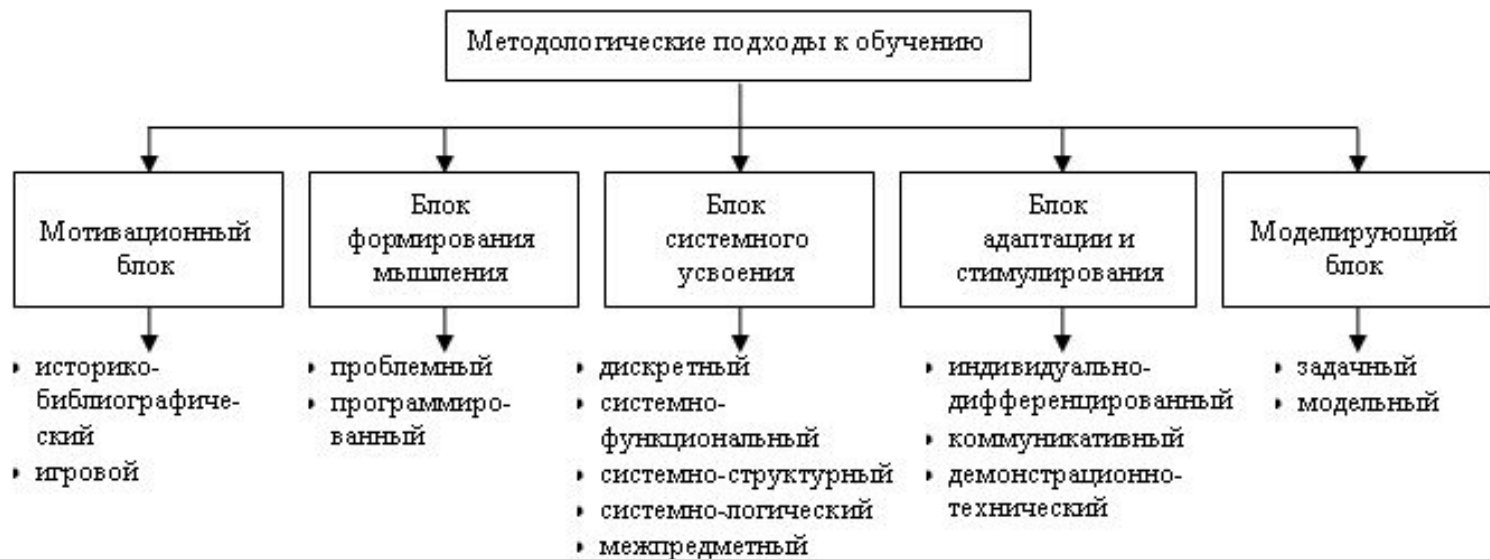 Методологические подходы к обучению
Мотивационный
блок
Блок
формирования
мышления
Блок
системного
усвоения
Блок
адаптации и
стимулирования
Моделирующий
блок
историко-
библиографиче-
ский
игровой
проблемный
программиро-
ванный
дискретный
системно-
функциональный
системно-структурный
системно-логический
межпредметный
индивидуально-
дифференцированный
коммуникативный
демонстрационно-
технический
задачный
модельный